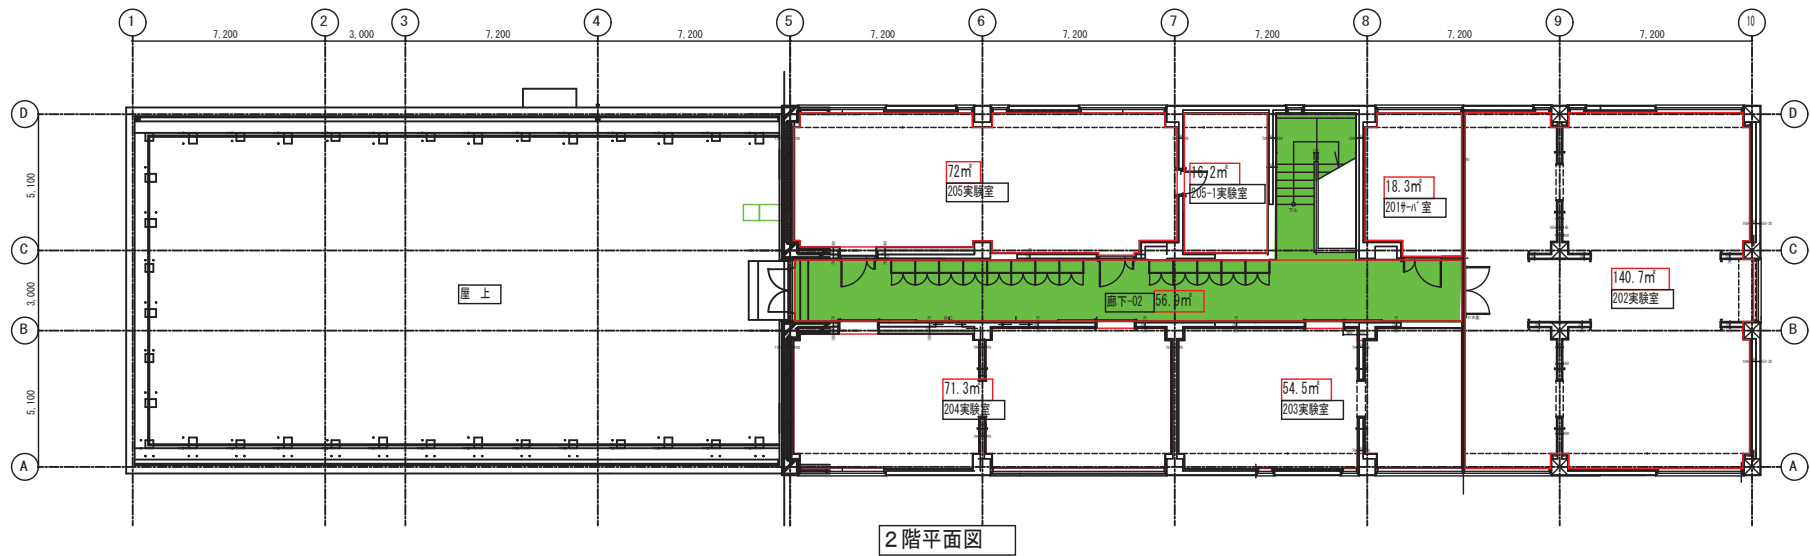 1 2 3 4 5 6 7 8 9 10
7,200 3,000 7,200 7,200 7,200 7,200 7,200 7,200 7,200
D D
5,100
72㎡
205実験室
16.2㎡
205-1実験室
18.3㎡
201ｻｰﾊﾞ室
C C
3,000
屋 上
廊下-02 56.9㎡
140.7㎡
202実験室
B B
5,100
71.3㎡
204実験室
54.5㎡
203実験室
A A
2階平面図